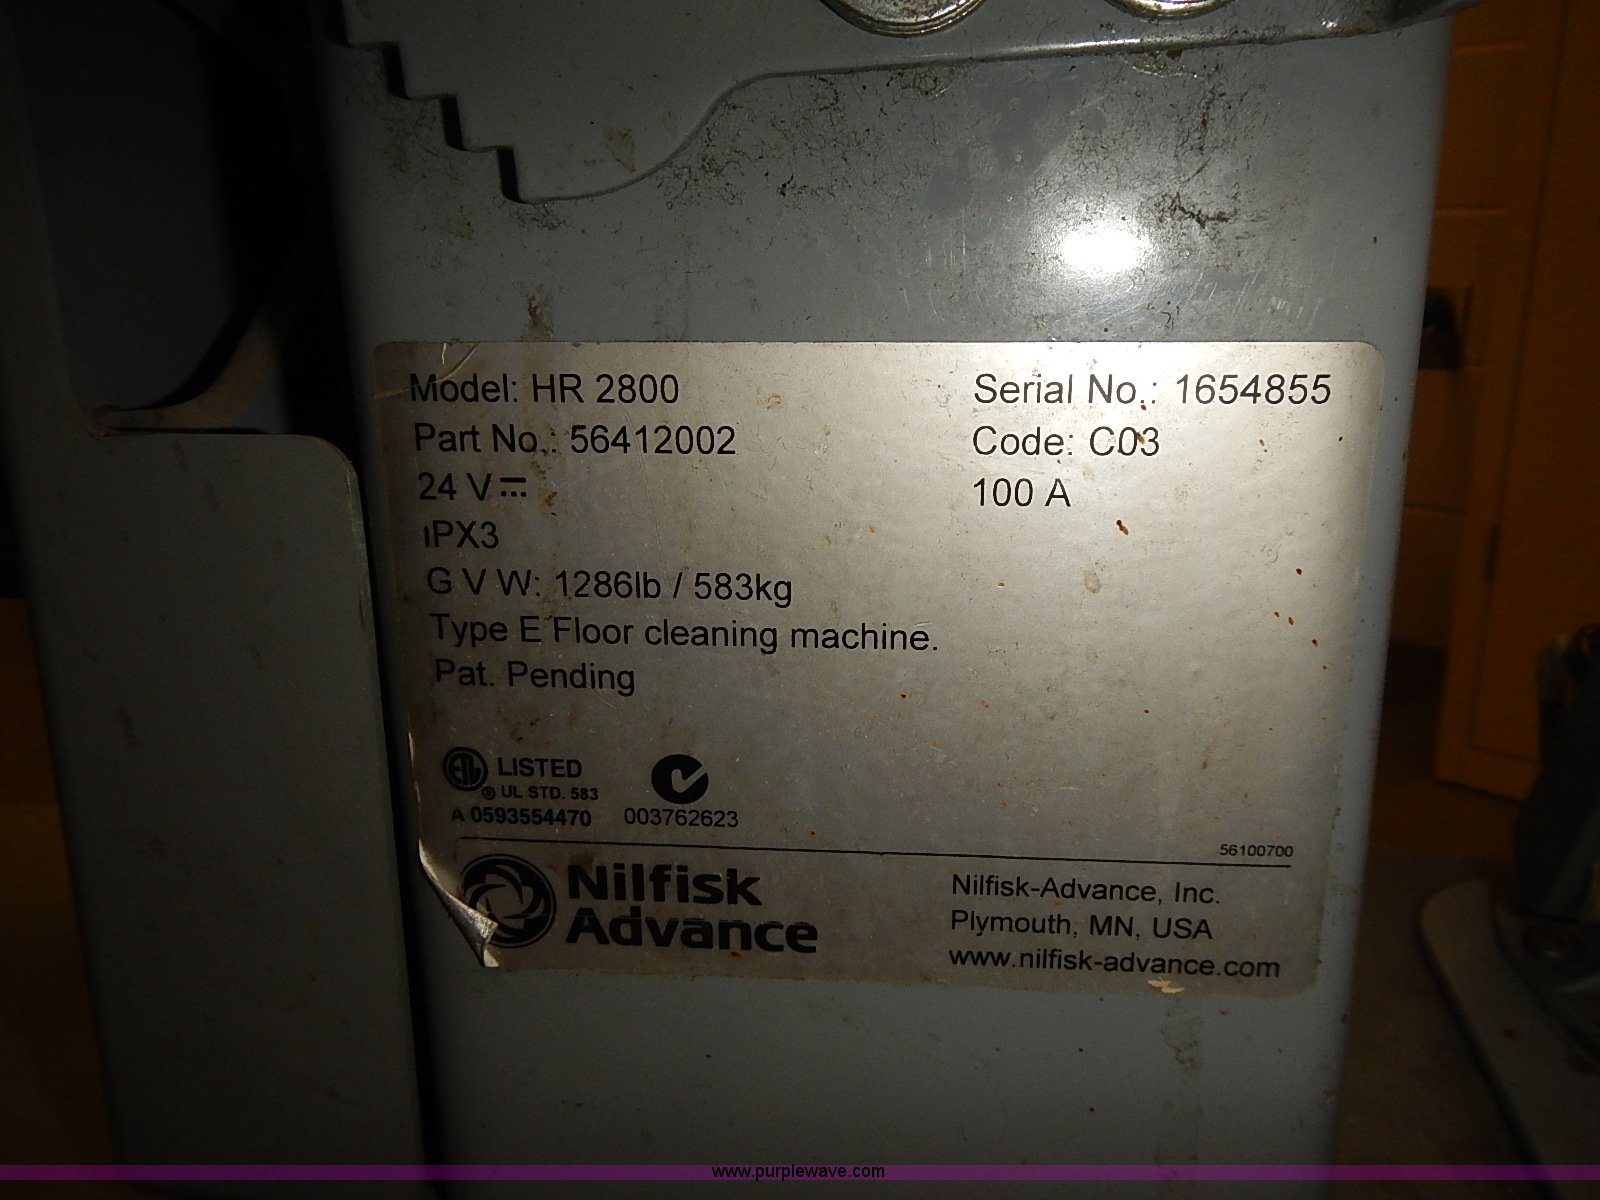 Model: HR 2800 Serial No.: 1654855
Part No.: 56412002 Code: C03
24 V 100 A
IPX3
G V W: 1286lb / 583kg
Type E Floor cleaning machine.
Pat. Pending
ETL LISTED
® UL STD. 583
A 0593554470 003762623
56100700
Nilfisk
Advance
Nilfisk-Advance, Inc.
Plymouth, MN, USA
www.nilfisk-advance.com
www.purplewave.com